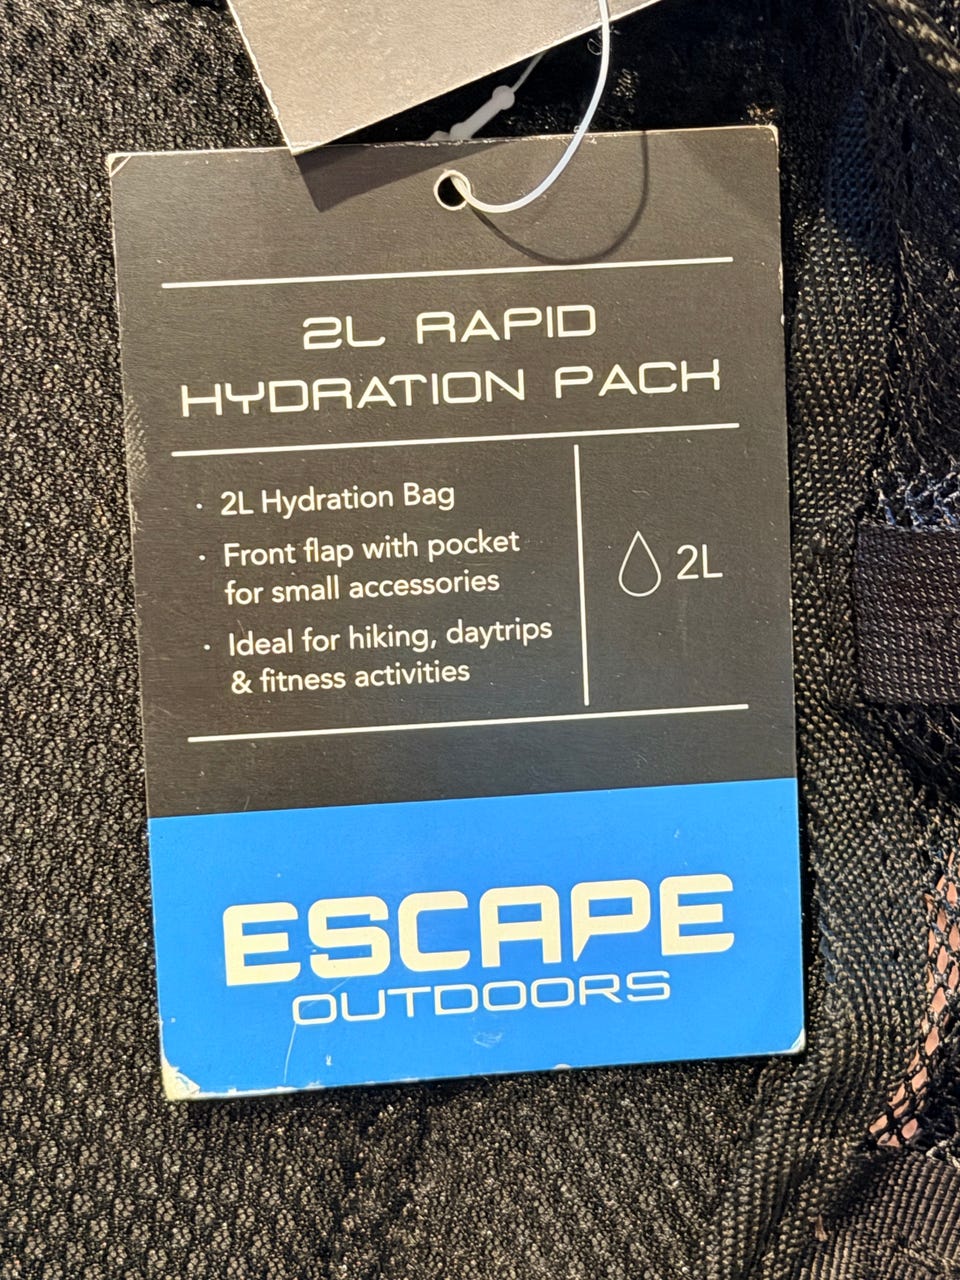 2L RAPID
HYDRATION PACK
· 2L Hydration Bag
· Front flap with pocket
for small accessories
· Ideal for hiking, daytrips
& fitness activities
2L
ESCAPE
OUTDOORS